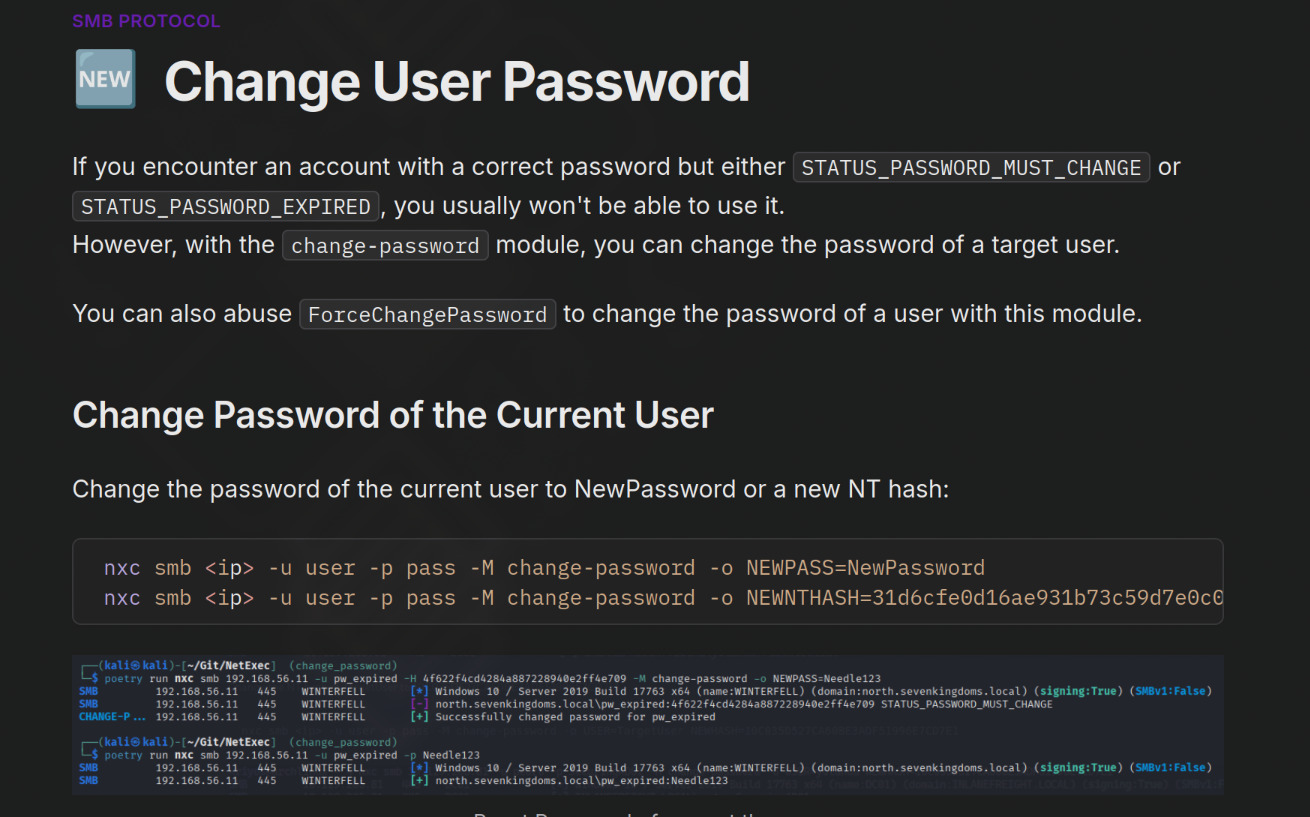 SMB PROTOCOL
NEW Change User Password
If you encounter an account with a correct password but either STATUS_PASSWORD_MUST_CHANGE or
STATUS_PASSWORD_EXPIRED, you usually won't be able to use it.
However, with the change-password module, you can change the password of a target user.
You can also abuse ForceChangePassword to change the password of a user with this module.
Change Password of the Current User
Change the password of the current user to NewPassword or a new NT hash:
nxc smb <ip> -u user -p pass -M change-password -o NEWPASS=NewPassword
nxc smb <ip> -u user -p pass -M change-password -o NEWNTHASH=31d6cfe0d16ae931b73c59d7e0c0
┌──(kali㉿kali)-[~/Git/NetExec] (change_password)
└─$ poetry run nxc smb 192.168.56.11 -u pw_expired -H 4f622f4cd4284a887228940e2ff4e709 -M change-password -o NEWPASS=Needle123
SMB 192.168.56.11 445 WINTERFELL [*] Windows 10 / Server 2019 Build 17763 x64 (name:WINTERFELL) (domain:north.sevenkingdoms.local) (signing:True) (SMBv1:False)
SMB 192.168.56.11 445 WINTERFELL [-] north.sevenkingdoms.local\pw_expired:4f622f4cd4284a887228940e2ff4e709 STATUS_PASSWORD_MUST_CHANGE
CHANGE-P... 192.168.56.11 445 WINTERFELL [+] Successfully changed password for pw_expired
┌──(kali㉿kali)-[~/Git/NetExec] (change_password)
└─$ poetry run nxc smb 192.168.56.11 -u pw_expired -p Needle123
SMB 192.168.56.11 445 WINTERFELL [*] Windows 10 / Server 2019 Build 17763 x64 (name:WINTERFELL) (domain:north.sevenkingdoms.local) (signing:True) (SMBv1:False)
SMB 192.168.56.11 445 WINTERFELL [+] north.sevenkingdoms.local\pw_expired:Needle123